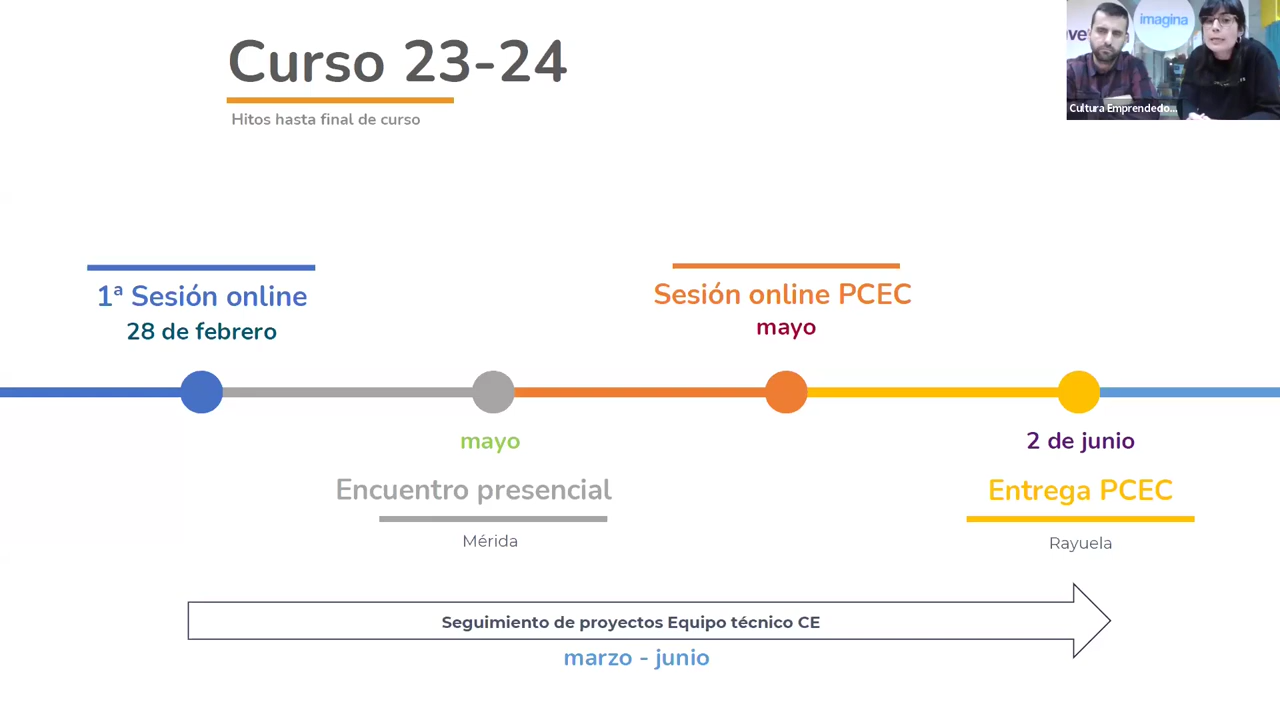 Curso 23-24
Hitos hasta final de curso
imagina
Cultura Emprendedo...
1ª Sesión online
28 de febrero
Sesión online PCEC
mayo
mayo
Encuentro presencial
Mérida
2 de junio
Entrega PCEC
Rayuela
Seguimiento de proyectos Equipo técnico CE
marzo - junio